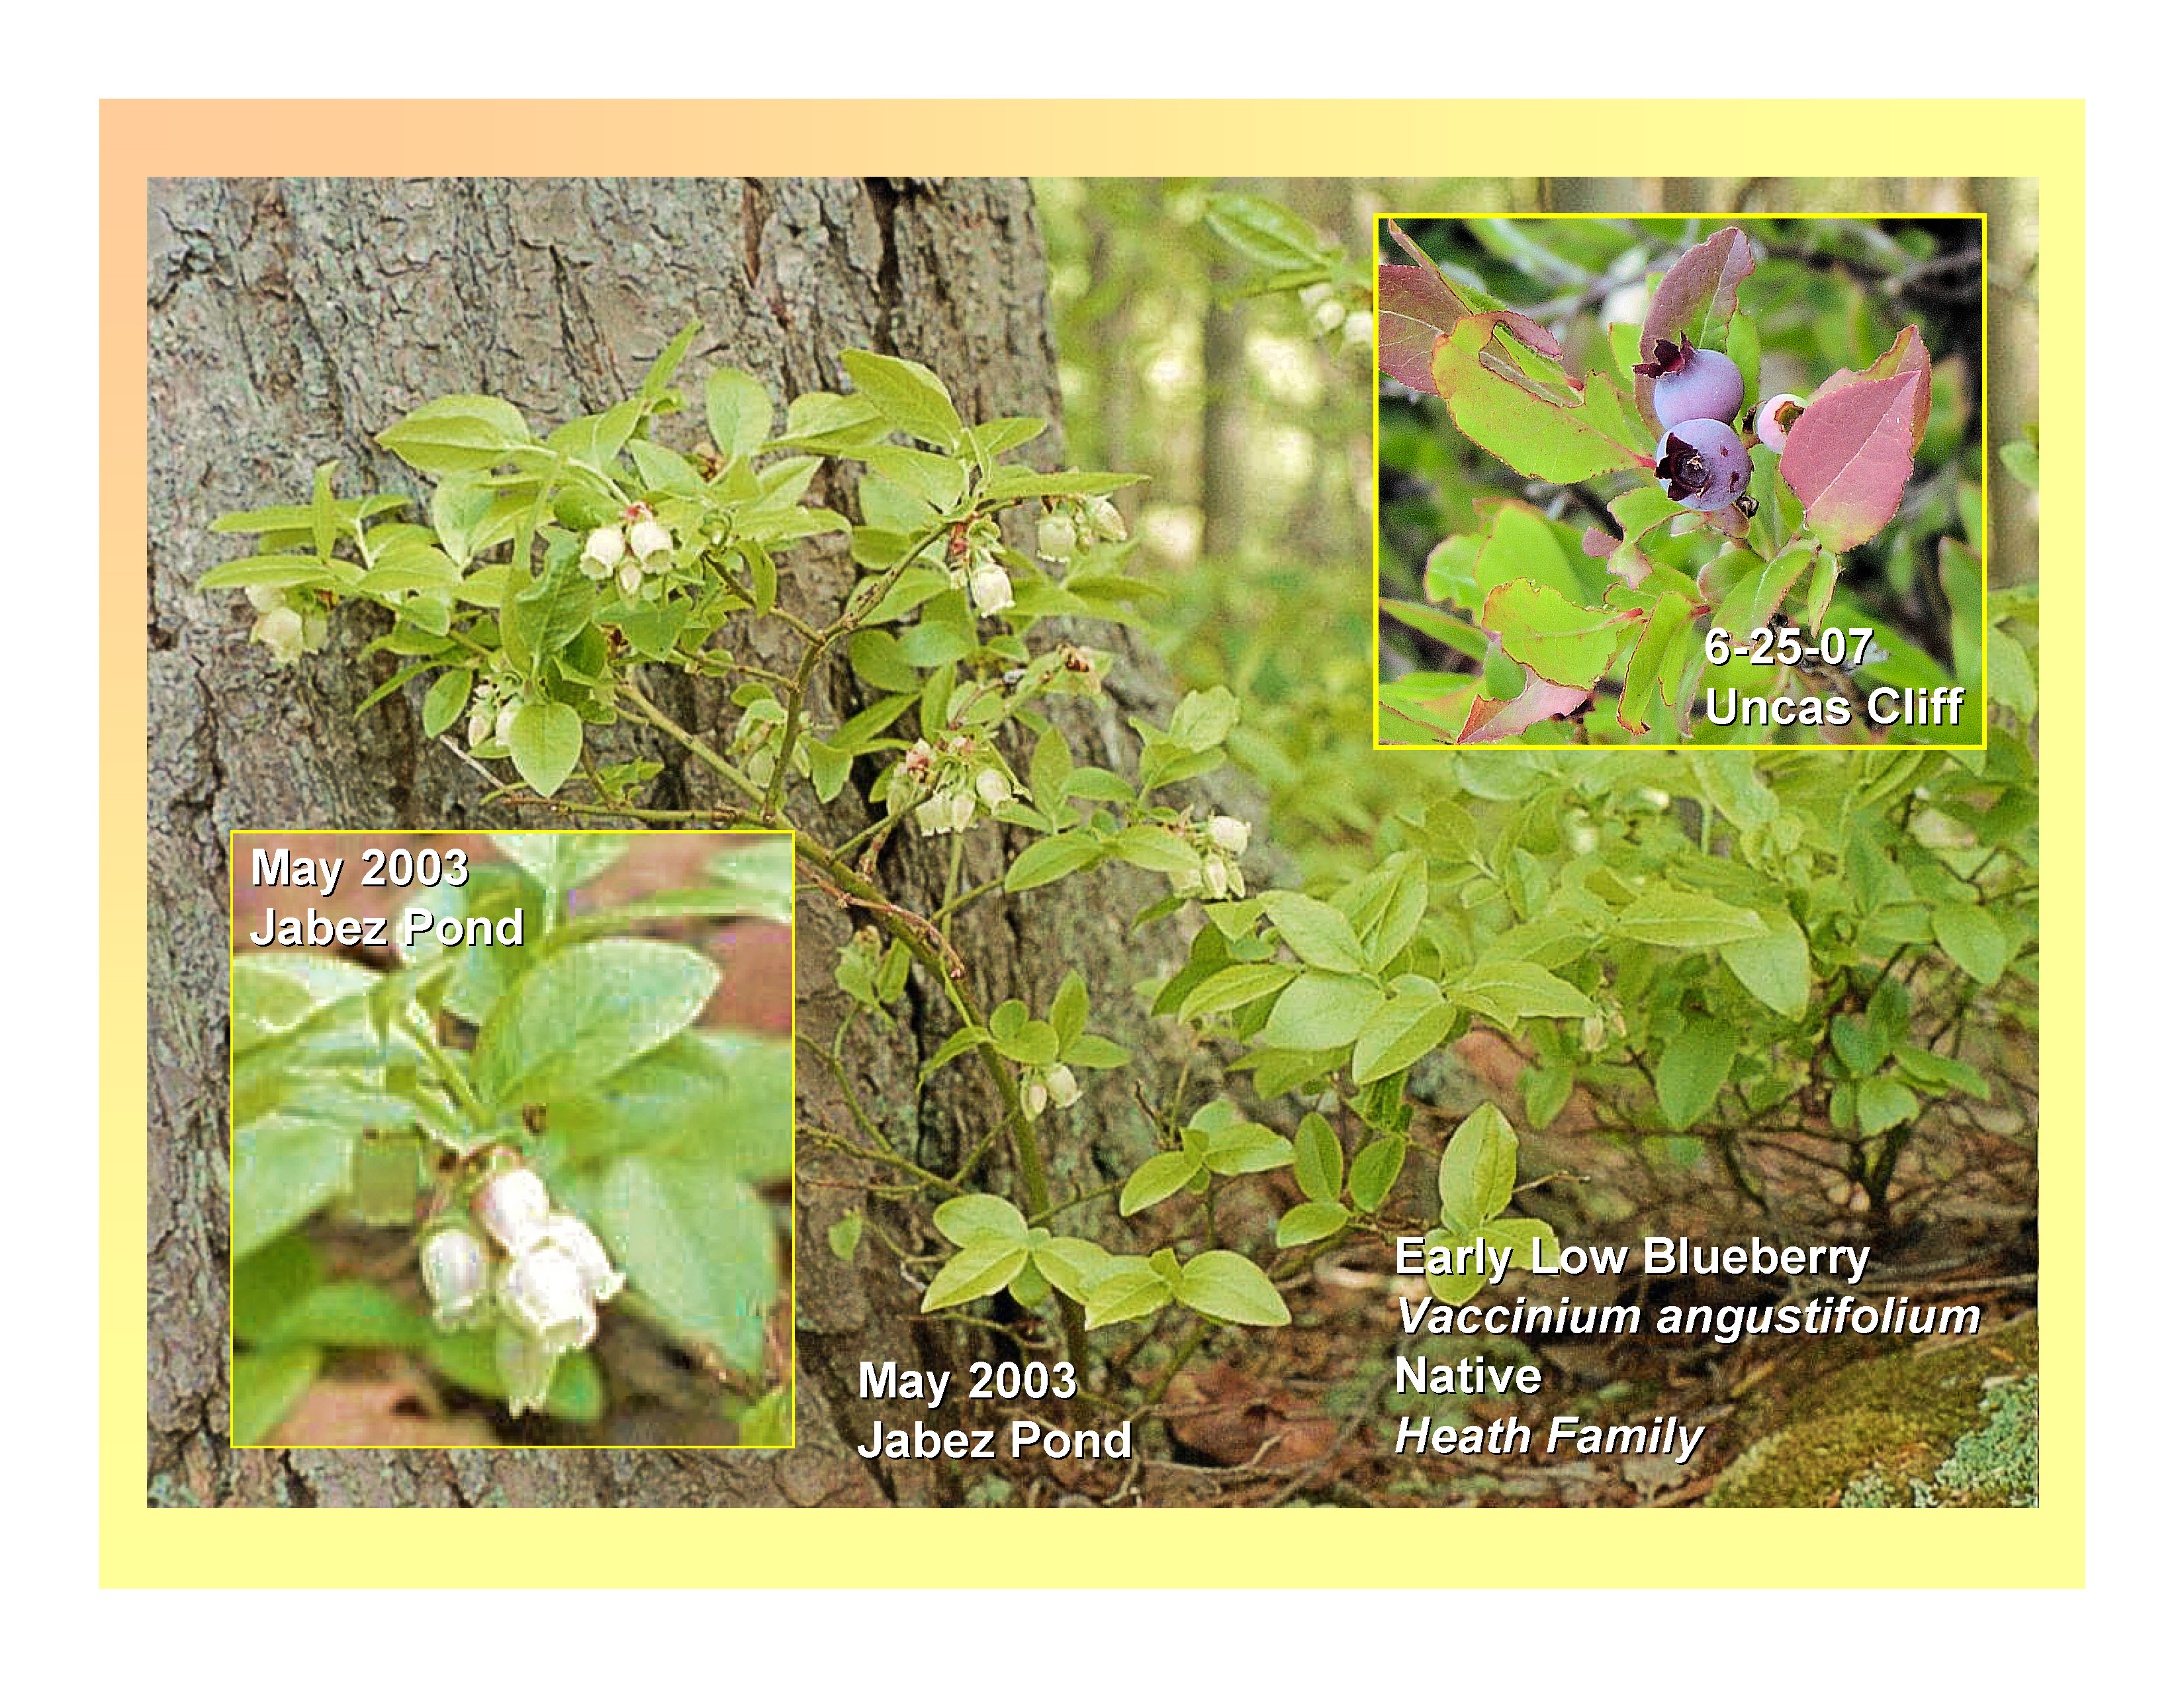 6-25-07
Uncas Cliff
May 2003
Jabez Pond
Early Low Blueberry
Vaccinium angustifolium
Native
Heath Family
May 2003
Jabez Pond